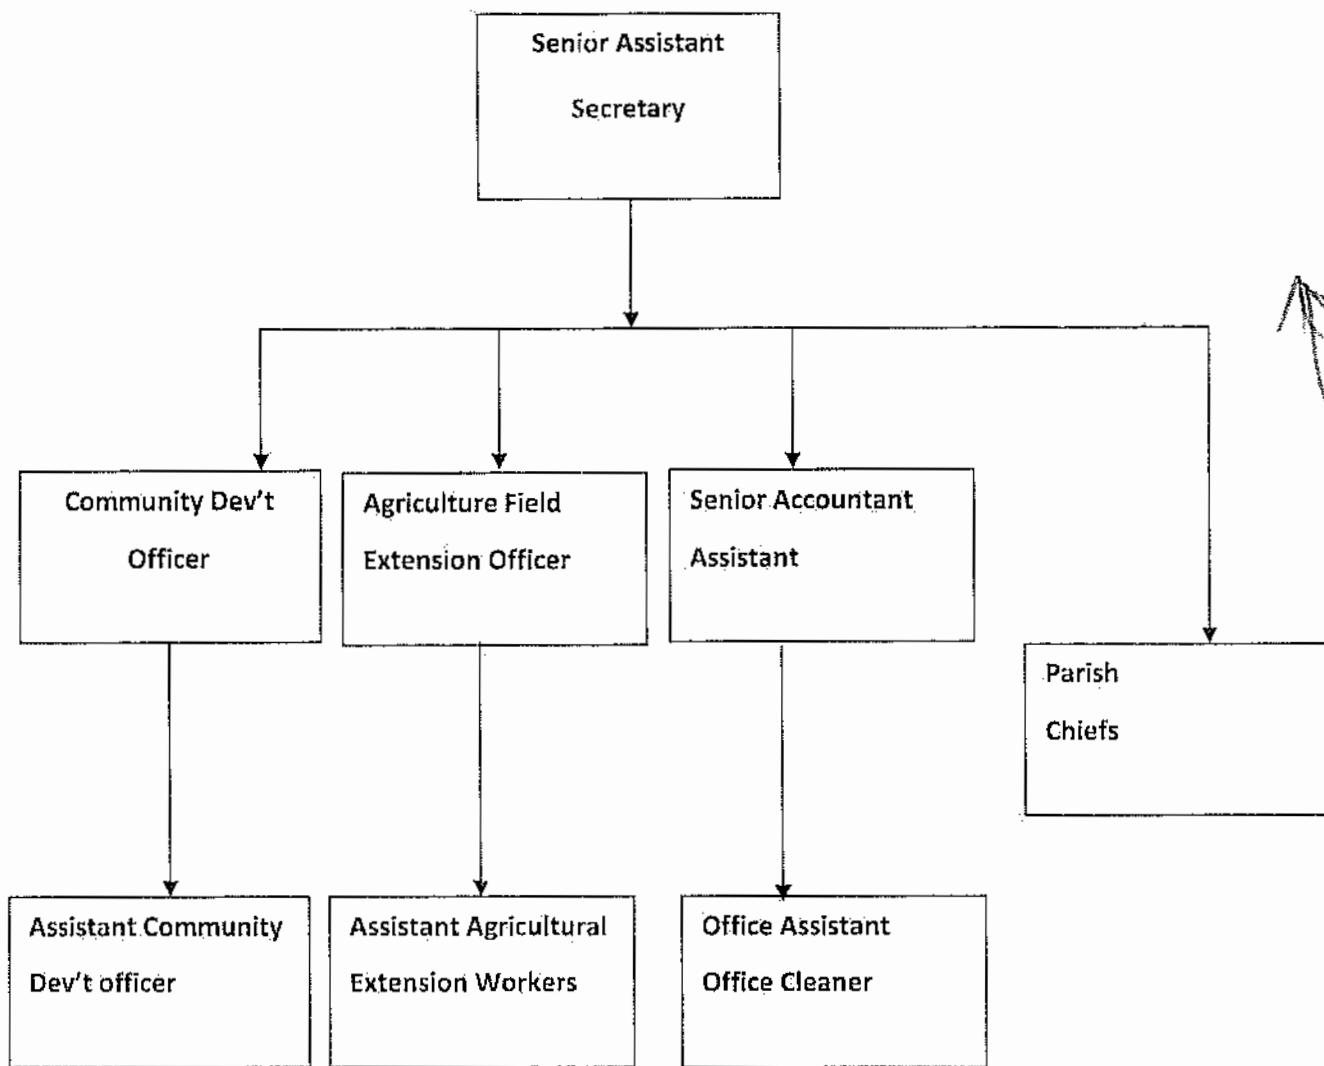 Senior Assistant
Secretary
Community Dev't
Officer
Agriculture Field
Extension Officer
Senior Accountant
Assistant
Parish
Chiefs
Assistant Community
Dev't officer
Assistant Agricultural
Extension Workers
Office Assistant
Office Cleaner